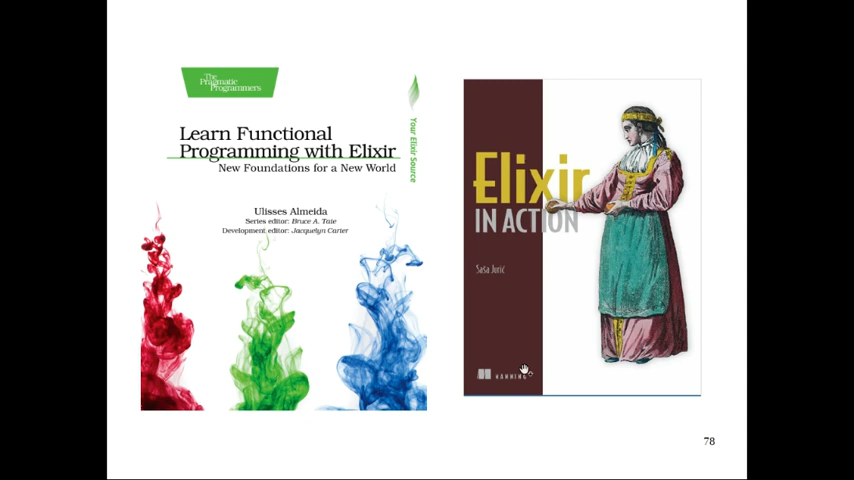 The
Pragmatic
Programmers
Your Elixir Source
Learn Functional
Programming with Elixir
New Foundations for a New World
Ulisses Almeida
Series editor: Bruce A. Tate
Development editor: Jacquelyn Carter
Elixir
IN ACTION
Saša Jurić
MANNING
78